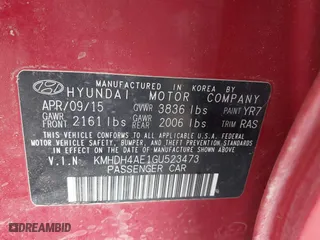 MANUFACTURED IN KOREA BY
HYUNDAI MOTOR COMPANY
APR/09/15 GVWR 3836 lbs PAINT YR7
GAWR FRONT 2161 lbs GAWR REAR 2006 lbs TRIM RAS
THIS VEHICLE CONFORMS TO ALL APPLICABLE U.S.
FEDERAL MOTOR VEHICLE SAFETY, BUMPER, AND
THEFT PREVENTION STANDARDS IN EFFECT ON THE
DATE OF MANUFACTURE SHOWN ABOVE.
V.I.N KMHDH4AE1GU523473
PASSENGER CAR